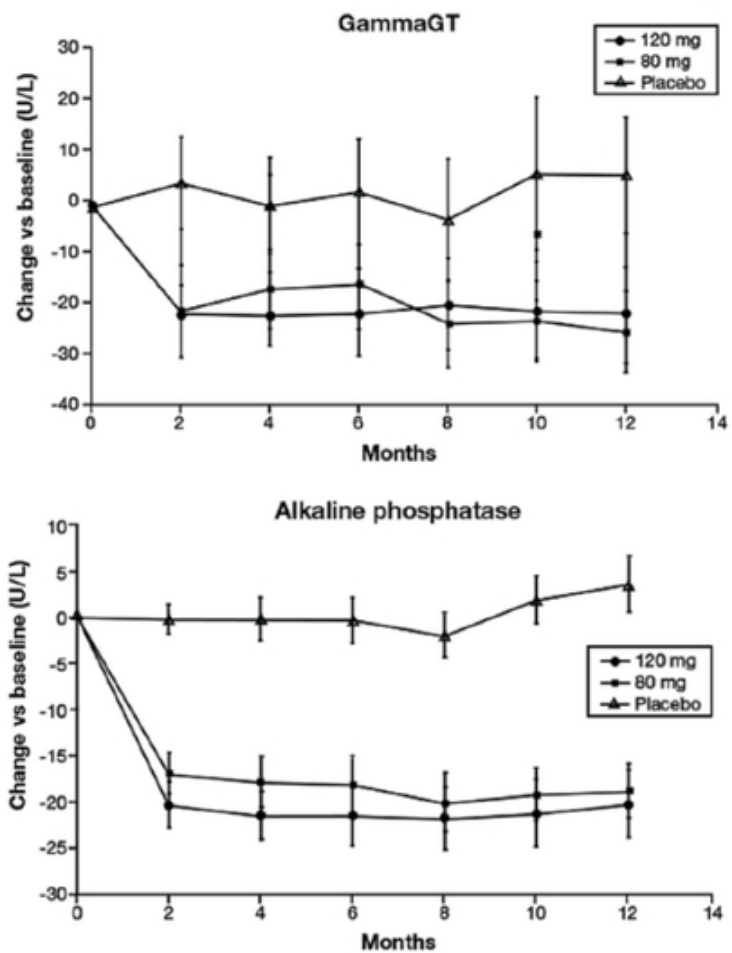 GammaGT
120 mg
80 mg
Placebo
Change vs baseline (U/L)
30
20
10
0
-10
-20
-30
-40
0 2 4 6 8 10 12 14
Months
Alkaline phosphatase
Change vs baseline (U/L)
10
5
0
-5
-10
-15
-20
-25
-30
120 mg
80 mg
Placebo
0 2 4 6 8 10 12 14
Months